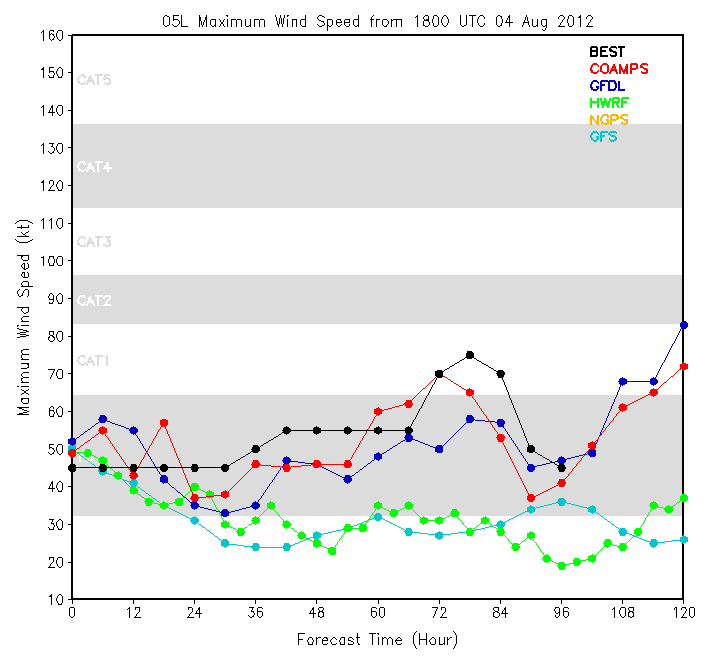 05L Maximum Wind Speed from 1800 UTC 04 Aug 2012
160
150
140
130
120
110
100
90
80
70
60
50
40
30
20
10
Maximum Wind Speed (kt)
CAT5
CAT4
CAT3
CAT2
CAT1
BEST
COAMPS
GFDL
HWRF
NGPS
GFS
0 12 24 36 48 60 72 84 96 108 120
Forecast Time (Hour)